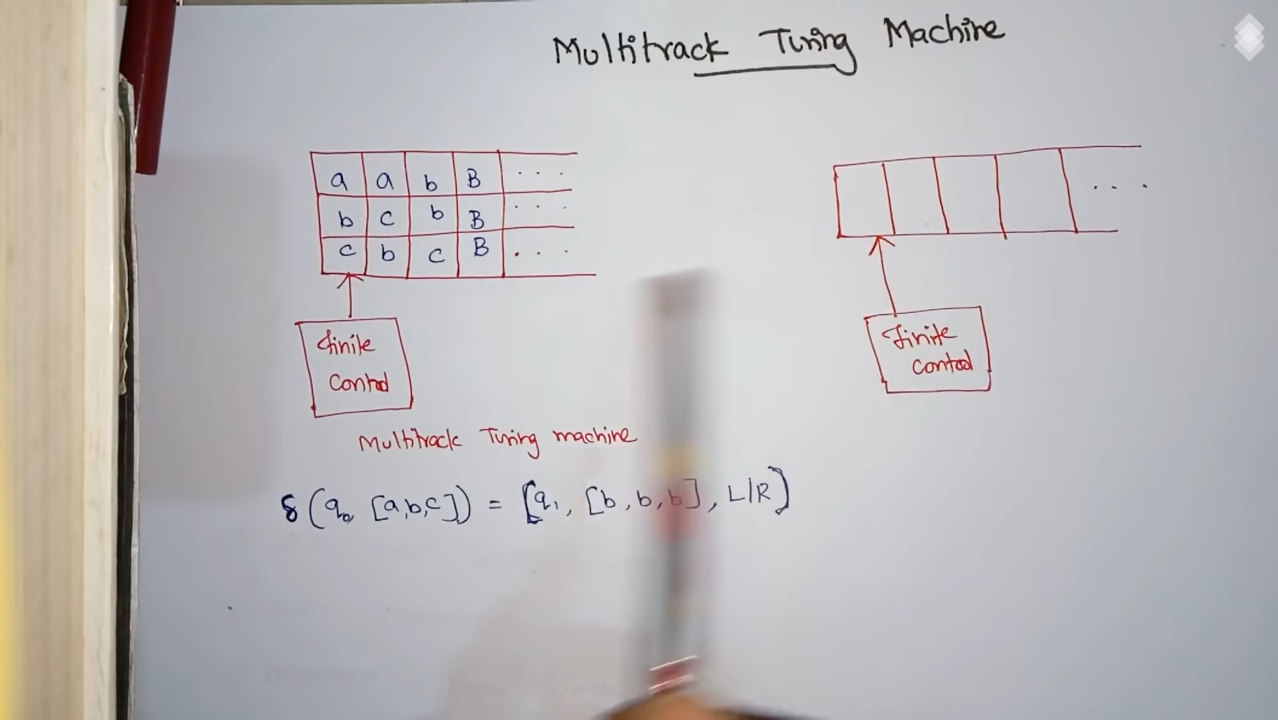 Multitrack Turing Machine
a a b B ...
b c b B ...
c b c B ...
....
finite
control
finite
control
Multitrack Turing machine
δ(q₀, [a,b,c]) = [q₁, [b,b,b], L/R)